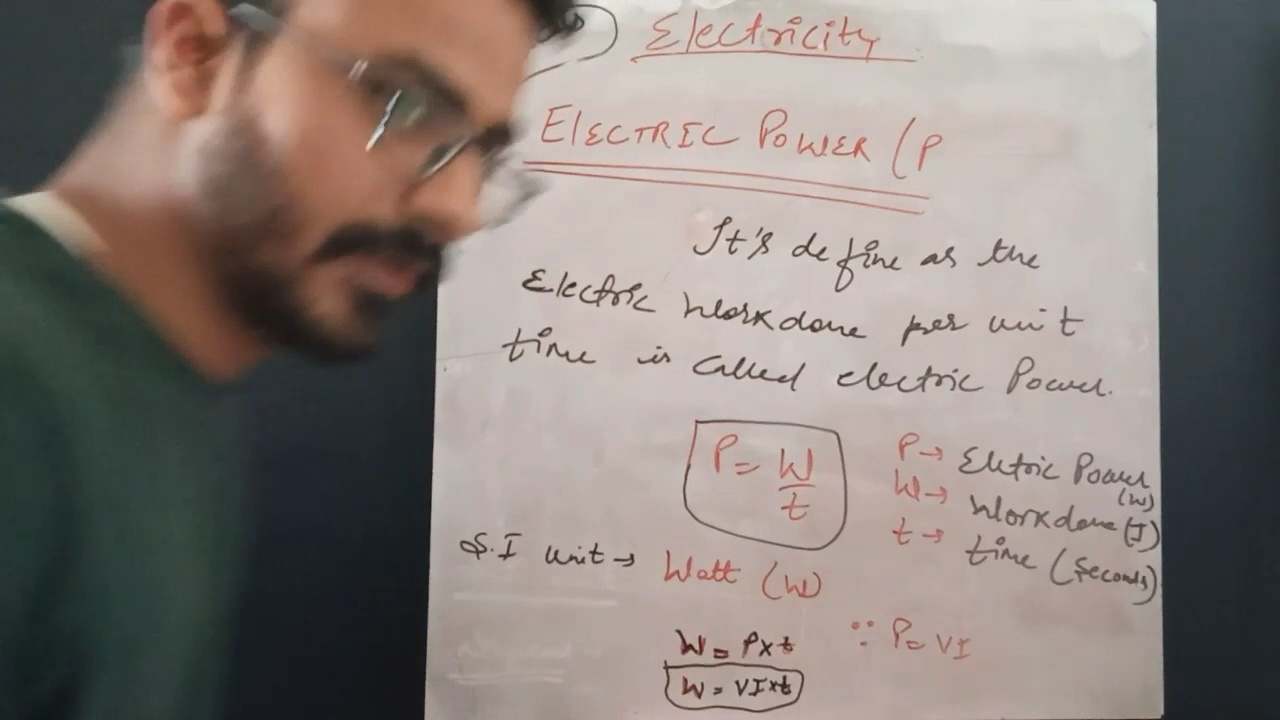 Electricity
ELECTRIC POWER (P
It's define as the
Electric Workdone per unit
time is called electric Power.
P = W/t
P → Eletric Power (W)
W → Workdone (J)
t → time (Seconds)
S.I unit → Watt (W)
W = P×t
∵ P = VI
W = VI×t